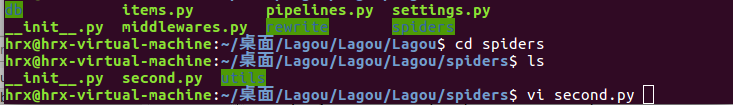 db items.py pipelines.py settings.py
__init__.py middlewares.py rewrite spiders
hrx@hrx-virtual-machine:~/桌面/Lagou/Lagou/Lagou$ cd spiders
hrx@hrx-virtual-machine:~/桌面/Lagou/Lagou/Lagou/spiders$ ls
__init__.py second.py utils
hrx@hrx-virtual-machine:~/桌面/Lagou/Lagou/Lagou/spiders$ vi second.py